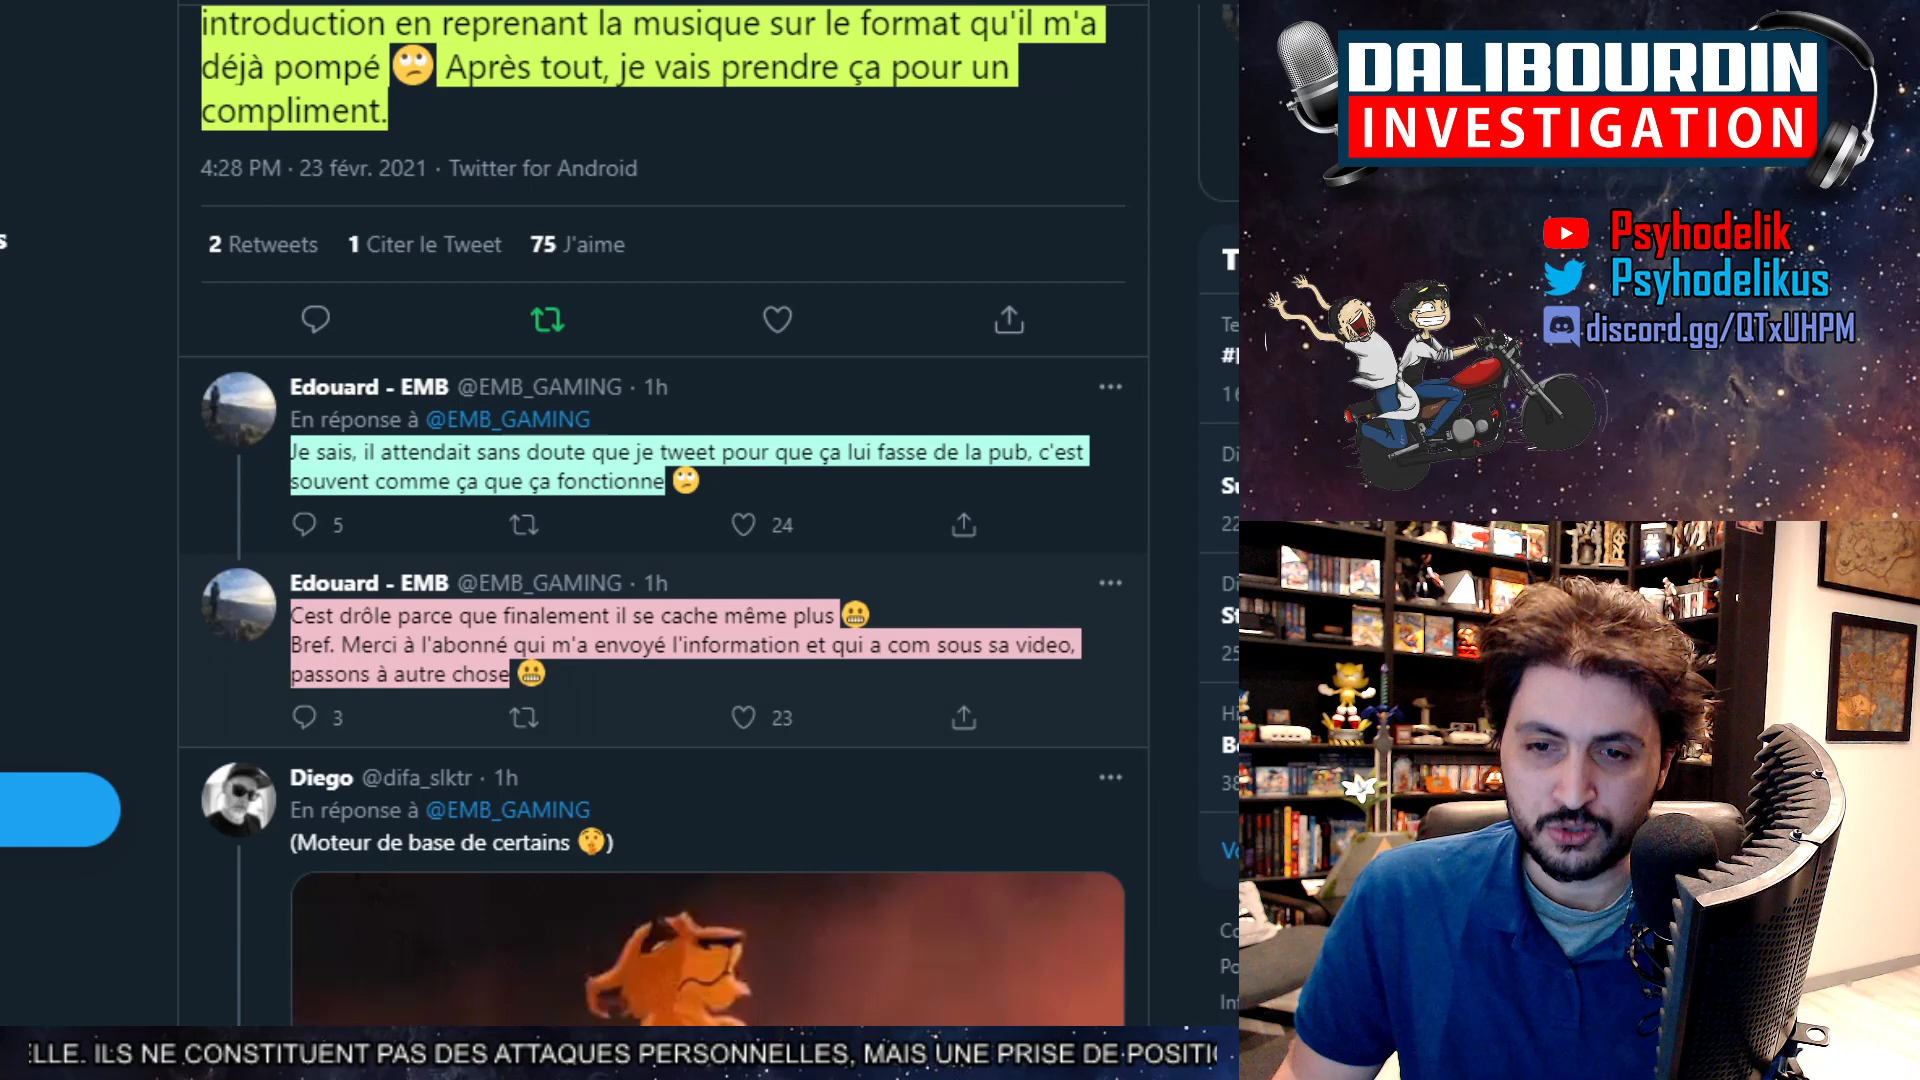 introduction en reprenant la musique sur le format qu'il m'a
déjà pompé 🙄 Après tout, je vais prendre ça pour un
compliment.
4:28 PM · 23 févr. 2021 · Twitter for Android
2 Retweets 1 Citer le Tweet 75 J'aime
Edouard - EMB @EMB_GAMING · 1h
En réponse à @EMB_GAMING
Je sais, il attendait sans doute que je tweet pour que ça lui fasse de la pub, c'est
souvent comme ça que ça fonctionne 🙄
5 24
Edouard - EMB @EMB_GAMING · 1h
Cest drôle parce que finalement il se cache même plus 😬
Bref. Merci à l'abonné qui m'a envoyé l'information et qui a com sous sa video,
passons à autre chose 😬
3 23
Diego @difa_slktr · 1h
En réponse à @EMB_GAMING
(Moteur de base de certains 🤫)
DALIBOURDIN
INVESTIGATION
Psyhodelik
Psyhodelikus
discord.gg/QTxUHPM
ELLE. ILS NE CONSTITUENT PAS DES ATTAQUES PERSONNELLES, MAIS UNE PRISE DE POSITI